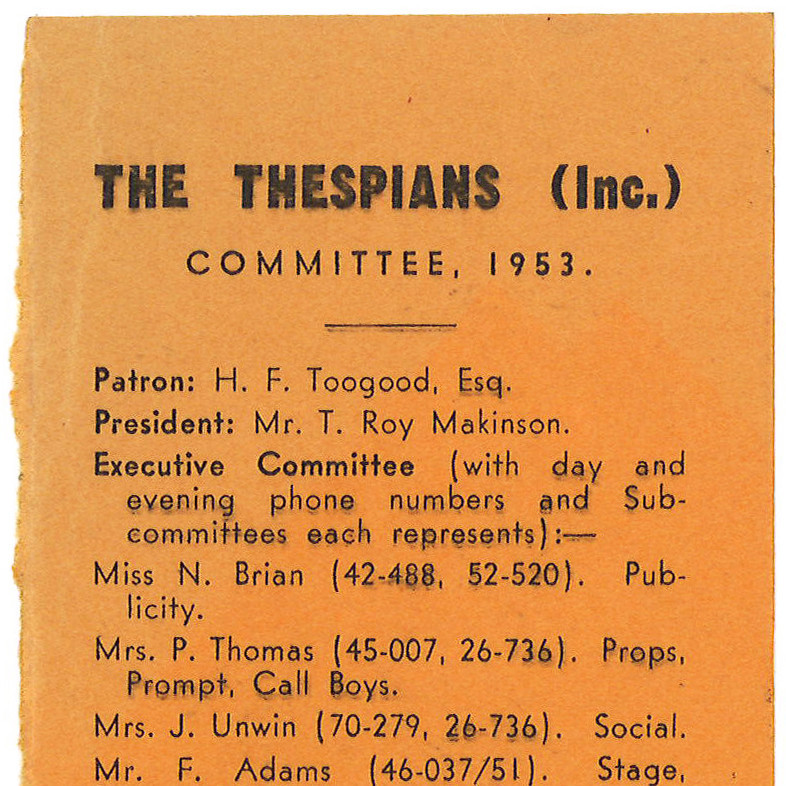 THE THESPIANS (Inc.)
COMMITTEE, 1953.
Patron: H. F. Toogood, Esq.
President: Mr. T. Roy Makinson.
Executive Committee (with day and
evening phone numbers and Sub-
committees each represents):—
Miss N. Brian (42-488, 52-520). Pub-
licity.
Mrs. P. Thomas (45-007, 26-736). Props,
Prompt, Call Boys.
Mrs. J. Unwin (70-279, 26-736). Social.
Mr. F. Adams (46-037/51). Stage,